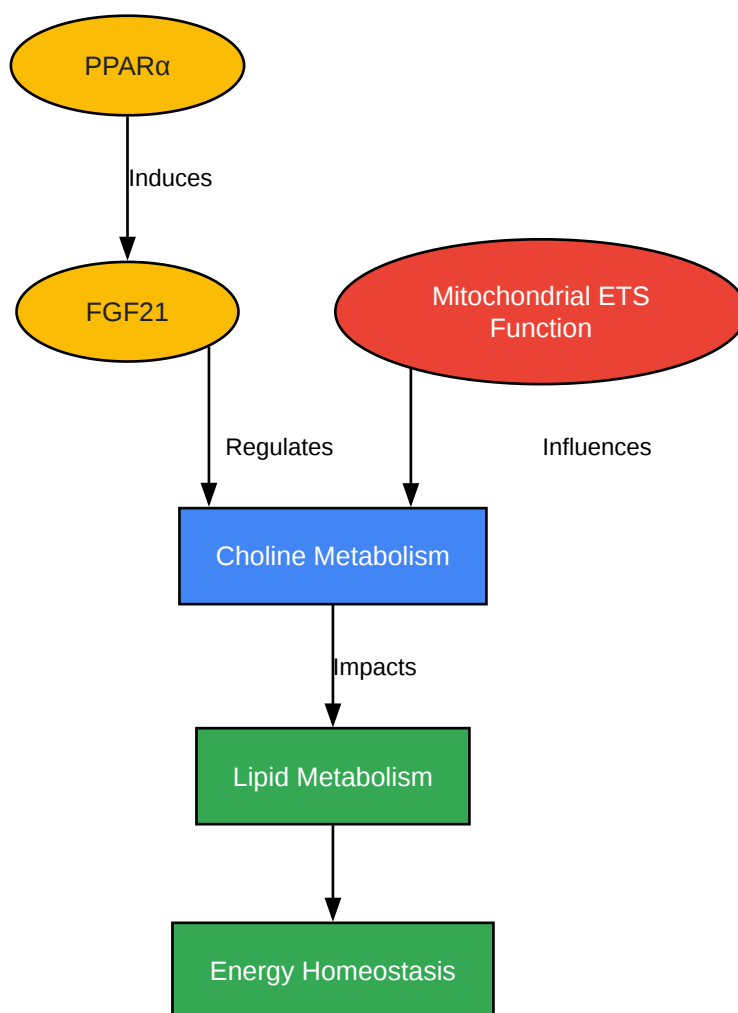 PPARα
Induces
FGF21
Mitochondrial ETS
Function
Regulates
Influences
Choline Metabolism
Impacts
Lipid Metabolism
Energy Homeostasis